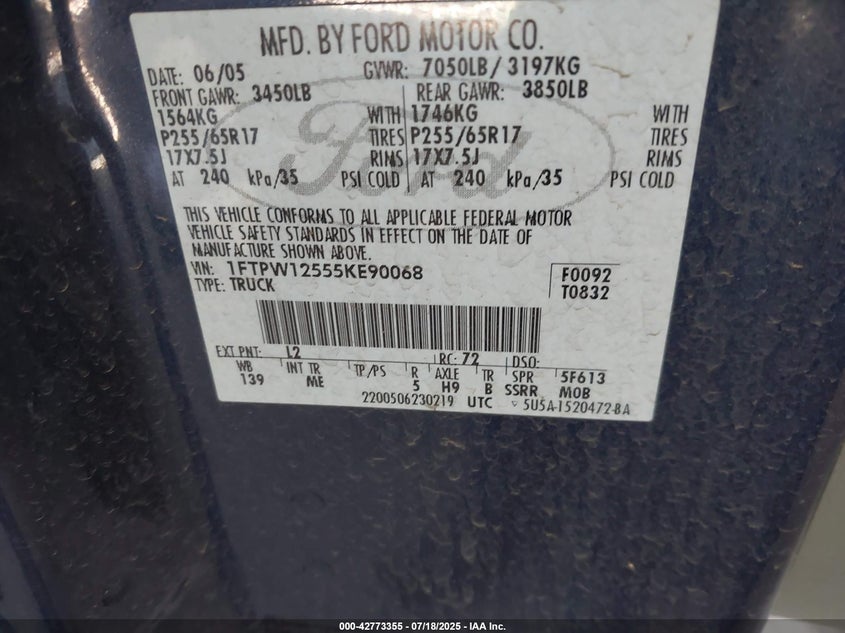 MFD. BY FORD MOTOR CO.
DATE: 06/05 GVWR: 7050LB/ 3197KG
FRONT GAWR: 3450LB REAR GAWR: 3850LB
1564KG WITH 1746KG WITH
P255/65R17 TIRES P255/65R17 TIRES
17X7.5J RIMS 17X7.5J RIMS
AT 240 kPa/35 PSI COLD AT 240 kPa/35 PSI COLD
Ford
THIS VEHICLE CONFORMS TO ALL APPLICABLE FEDERAL MOTOR
VEHICLE SAFETY STANDARDS IN EFFECT ON THE DATE OF
MANUFACTURE SHOWN ABOVE.
VIN: 1FTPW12555KE90068 F0092
TYPE: TRUCK T0832
EXT PNT: L2 RC: 72 DSO:
WB INT TR TP/PS R AXLE TR SPR 5F613
139 ME 5 H9 B SSRR MOB
2200506230219 UTC 5U5A-1520472-BA
000-42773355 / 07/18/2025 - IAA Inc.